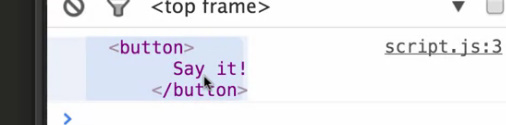 <top frame>
<button> script.js:3
Say it!
</button>